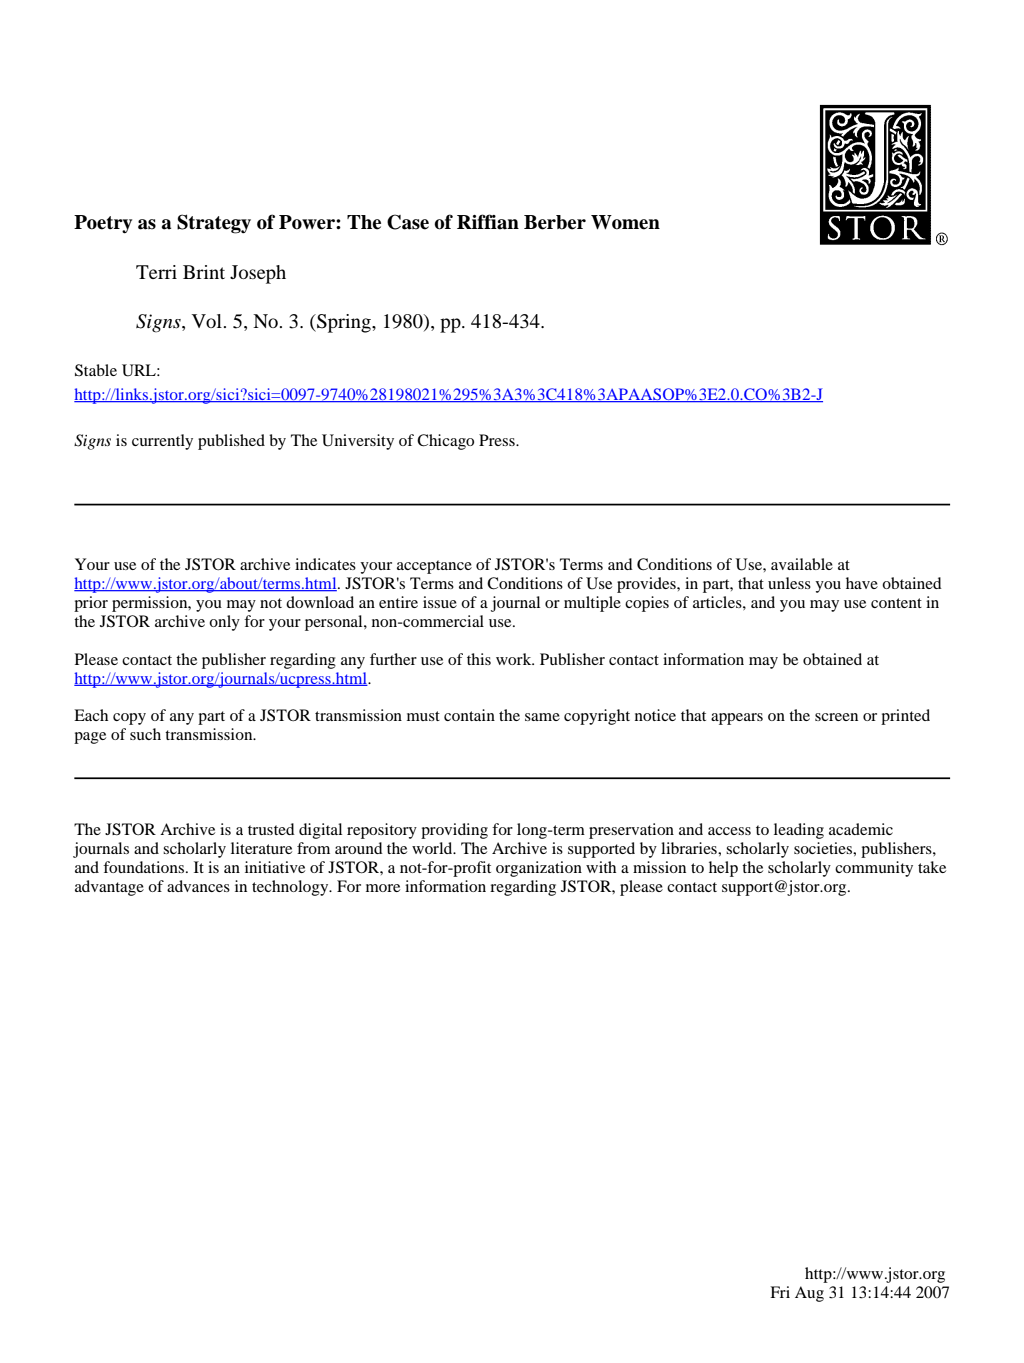 J
STOR ®
Poetry as a Strategy of Power: The Case of Riffian Berber Women
Terri Brint Joseph
Signs, Vol. 5, No. 3. (Spring, 1980), pp. 418-434.
Stable URL:
http://links.jstor.org/sici?sici=0097-9740%28198021%295%3A3%3C418%3APAASOP%3E2.0.CO%3B2-J
Signs is currently published by The University of Chicago Press.
Your use of the JSTOR archive indicates your acceptance of JSTOR's Terms and Conditions of Use, available at
http://www.jstor.org/about/terms.html. JSTOR's Terms and Conditions of Use provides, in part, that unless you have obtained
prior permission, you may not download an entire issue of a journal or multiple copies of articles, and you may use content in
the JSTOR archive only for your personal, non-commercial use.
Please contact the publisher regarding any further use of this work. Publisher contact information may be obtained at
http://www.jstor.org/journals/ucpress.html.
Each copy of any part of a JSTOR transmission must contain the same copyright notice that appears on the screen or printed
page of such transmission.
The JSTOR Archive is a trusted digital repository providing for long-term preservation and access to leading academic
journals and scholarly literature from around the world. The Archive is supported by libraries, scholarly societies, publishers,
and foundations. It is an initiative of JSTOR, a not-for-profit organization with a mission to help the scholarly community take
advantage of advances in technology. For more information regarding JSTOR, please contact support@jstor.org.
http://www.jstor.org
Fri Aug 31 13:14:44 2007